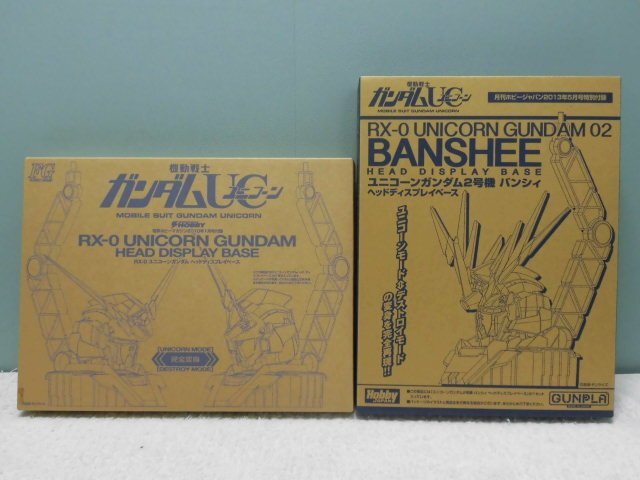 機動戦士
ガンダムUC
ユニコーン
MOBILE SUIT GUNDAM UNICORN
HOBBY
RX-0 UNICORN GUNDAM
HEAD DISPLAY BASE
RX-0 ユニコーンガンダム ヘッドディスプレイベース
[UNICORN MODE]
完全変身
[DESTROY MODE]
機動戦士
ガンダムUC
ユニコーン
MOBILE SUIT GUNDAM UNICORN
月刊ホビージャパン2013年5月号特別付録
RX-0 UNICORN GUNDAM 02
BANSHEE
HEAD DISPLAY BASE
ユニコーンガンダム2号機 バンシィ
ヘッドディスプレイベース
ユニコーンモード⇔デストロイモード
の変身を完全再現!!
Hobby
JAPAN
GUNPLA